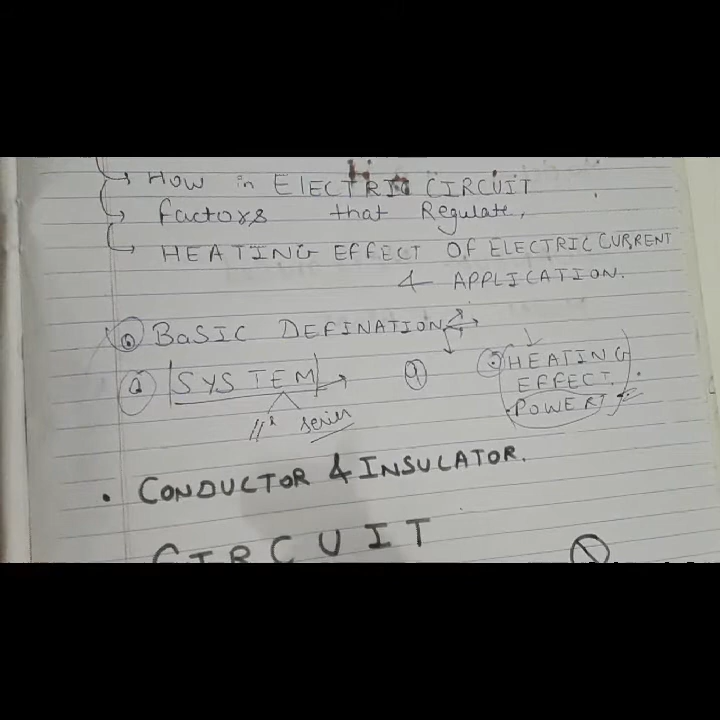 How in ElECTRIC CIRCUIT
factors that Regulate,
HEATING EFFECT OF ELECTRIC CURRENT
& APPLICATION.
BaSIC DEFINATION
SYSTEM
HEATING
EFFECT.
POWER
series
• CONDUCTOR & INSULATOR.
CIRCUIT